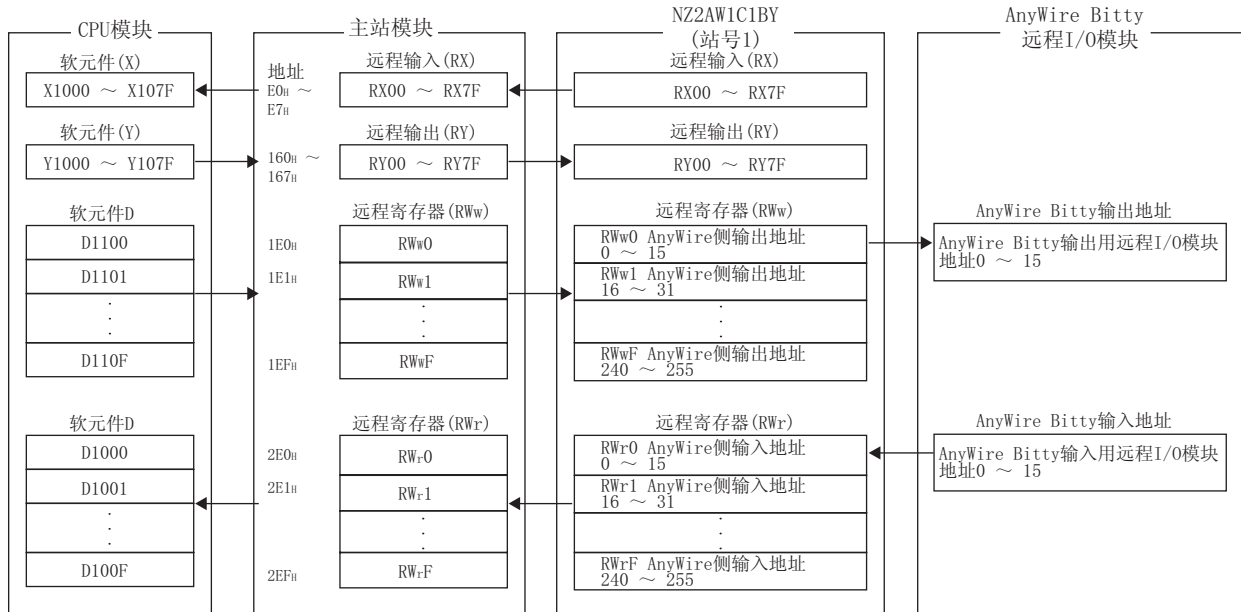 CPU模块
软元件(X)
X1000 ～ X107F
软元件(Y)
Y1000 ～ Y107F
软元件D
D1100
D1101
·
·
·
D110F
软元件D
D1000
D1001
·
·
·
D100F
主站模块
地址
E0H ～
E7H
远程输入(RX)
RX00 ～ RX7F
160H ～
167H
远程输出(RY)
RY00 ～ RY7F
远程寄存器(RWw)
1E0H
RWw0
1E1H
RWw1
·
·
·
1EFH
RWwF
远程寄存器(RWr)
2E0H
RWr0
2E1H
RWr1
·
·
·
2EFH
RWrF
NZ2AW1C1BY
(站号1)
远程输入(RX)
RX00 ～ RX7F
远程输出(RY)
RY00 ～ RY7F
远程寄存器(RWw)
RWw0 AnyWire侧输出地址
0 ～ 15
RWw1 AnyWire侧输出地址
16 ～ 31
·
·
·
RWwF AnyWire侧输出地址
240 ～ 255
远程寄存器(RWr)
RWr0 AnyWire侧输入地址
0 ～ 15
RWr1 AnyWire侧输入地址
16 ～ 31
·
·
·
RWrF AnyWire侧输入地址
240 ～ 255
AnyWire Bitty
远程I/O模块
AnyWire Bitty输出地址
AnyWire Bitty输出用远程I/O模块
地址0 ～ 15
AnyWire Bitty输入地址
AnyWire Bitty输入用远程I/O模块
地址0 ～ 15